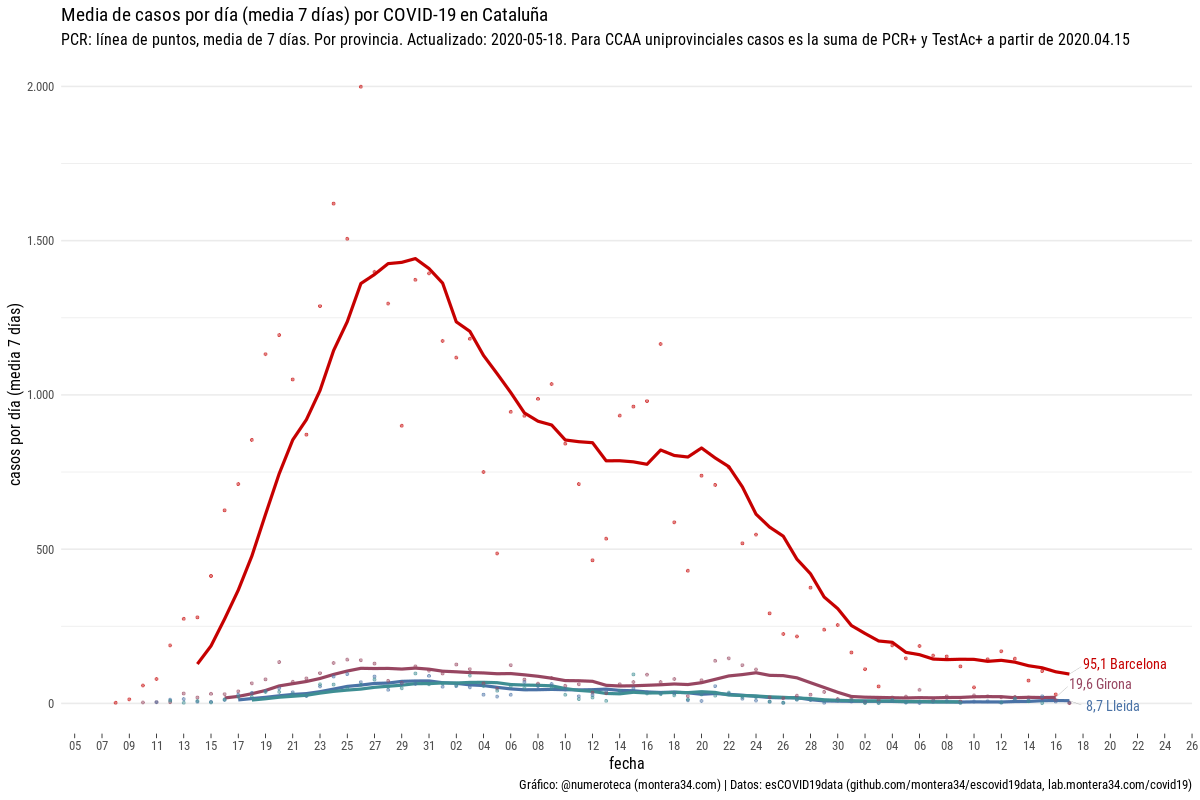 Media de casos por día (media 7 días) por COVID-19 en Cataluña
PCR: línea de puntos, media de 7 días. Por provincia. Actualizado: 2020-05-18. Para CCAA uniprovinciales casos es la suma de PCR+ y TestAc+ a partir de 2020.04.15
casos por día (media 7 días)
2.000
1.500
1.000
500
0
95,1 Barcelona
19,6 Girona
8,7 Lleida
05 07 09 11 13 15 17 19 21 23 25 27 29 31 02 04 06 08 10 12 14 16 18 20 22 24 26 28 30 02 04 06 08 10 12 14 16 18 20 22 24 26
fecha
Gráfico: @numeroteca (montera34.com) | Datos: esCOVID19data (github.com/montera34/escovid19data, lab.montera34.com/covid19)